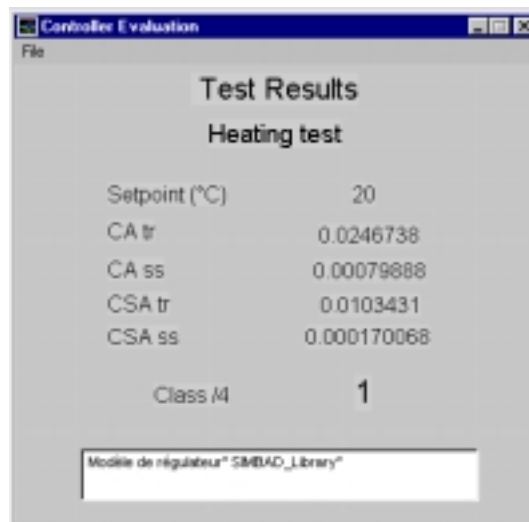 Controller Evaluation
File
Test Results
Heating test
Setpoint (°C) 20
CA tr 0.0246738
CA ss 0.00079888
CSA tr 0.0103431
CSA ss 0.000170068
Class /4 1
Modèle de régulateur" SIMBAD_Library"